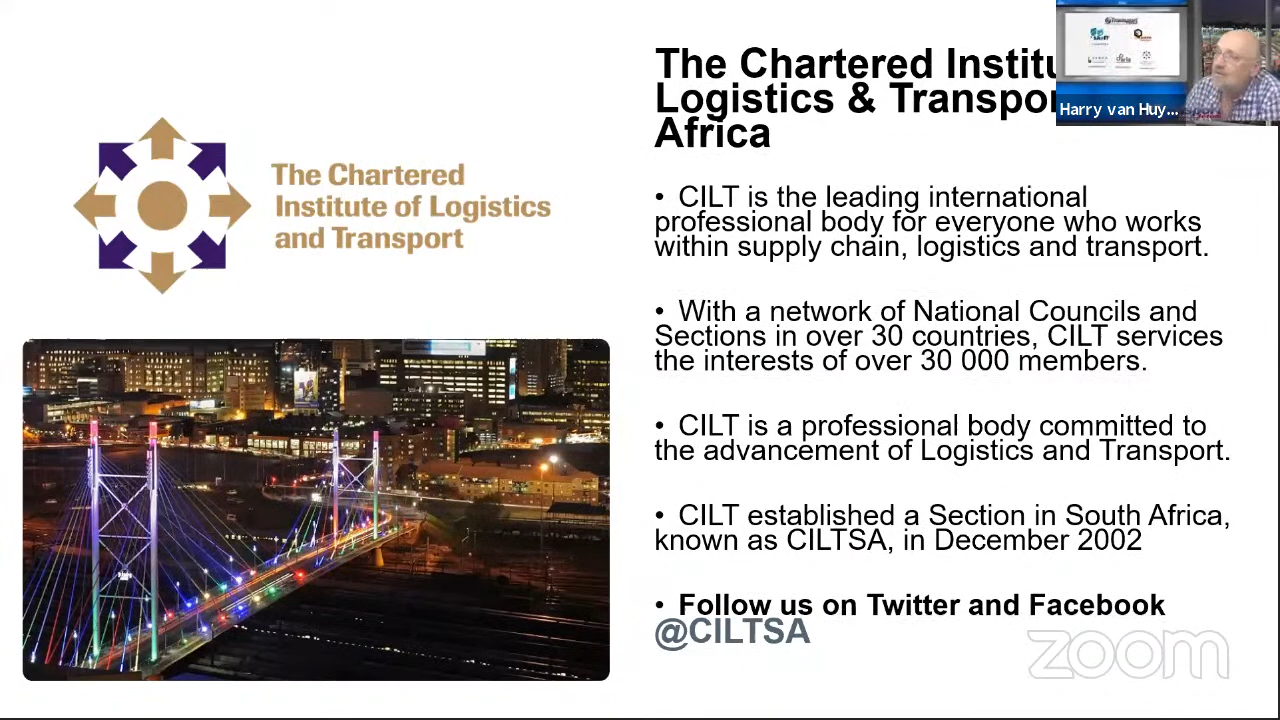 The Chartered
Institute of Logistics
and Transport
The Chartered Institu
Logistics & Transpor
Africa
• CILT is the leading international
professional body for everyone who works
within supply chain, logistics and transport.
• With a network of National Councils and
Sections in over 30 countries, CILT services
the interests of over 30 000 members.
• CILT is a professional body committed to
the advancement of Logistics and Transport.
• CILT established a Section in South Africa,
known as CILTSA, in December 2002
• Follow us on Twitter and Facebook
@CILTSA
Harry van Huy...
zoom